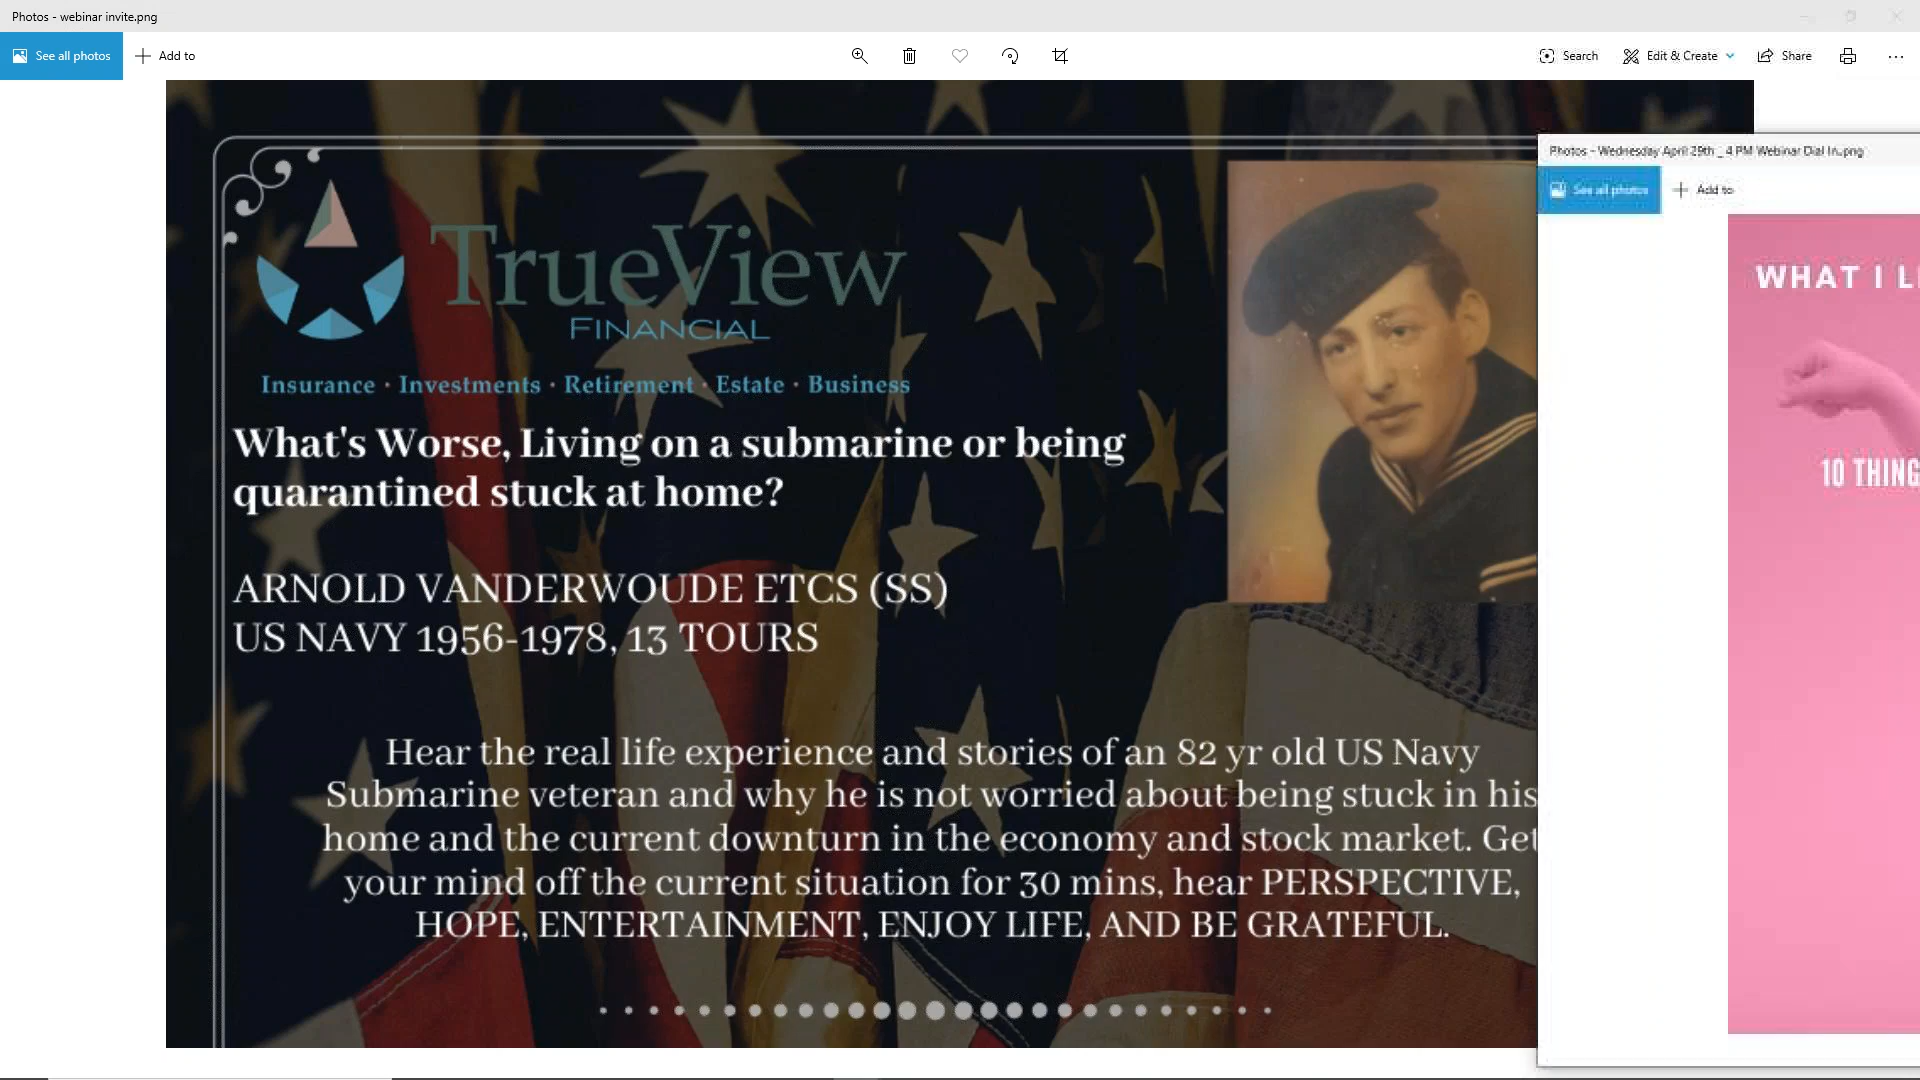 Photos - webinar invite.png
See all photos
Add to
Search
Edit & Create
Share
TrueView
FINANCIAL
Insurance · Investments · Retirement · Estate · Business
What's Worse, Living on a submarine or being
quarantined stuck at home?
ARNOLD VANDERWOUDE ETCS (SS)
US NAVY 1956-1978, 13 TOURS
Hear the real life experience and stories of an 82 yr old US Navy
Submarine veteran and why he is not worried about being stuck in his
home and the current downturn in the economy and stock market. Get
your mind off the current situation for 30 mins, hear PERSPECTIVE,
HOPE, ENTERTAINMENT, ENJOY LIFE, AND BE GRATEFUL.
Photos - Wednesday April 29th _ 4 PM Webinar Dial In..png
See all photos
Add to
WHAT I
10 THING